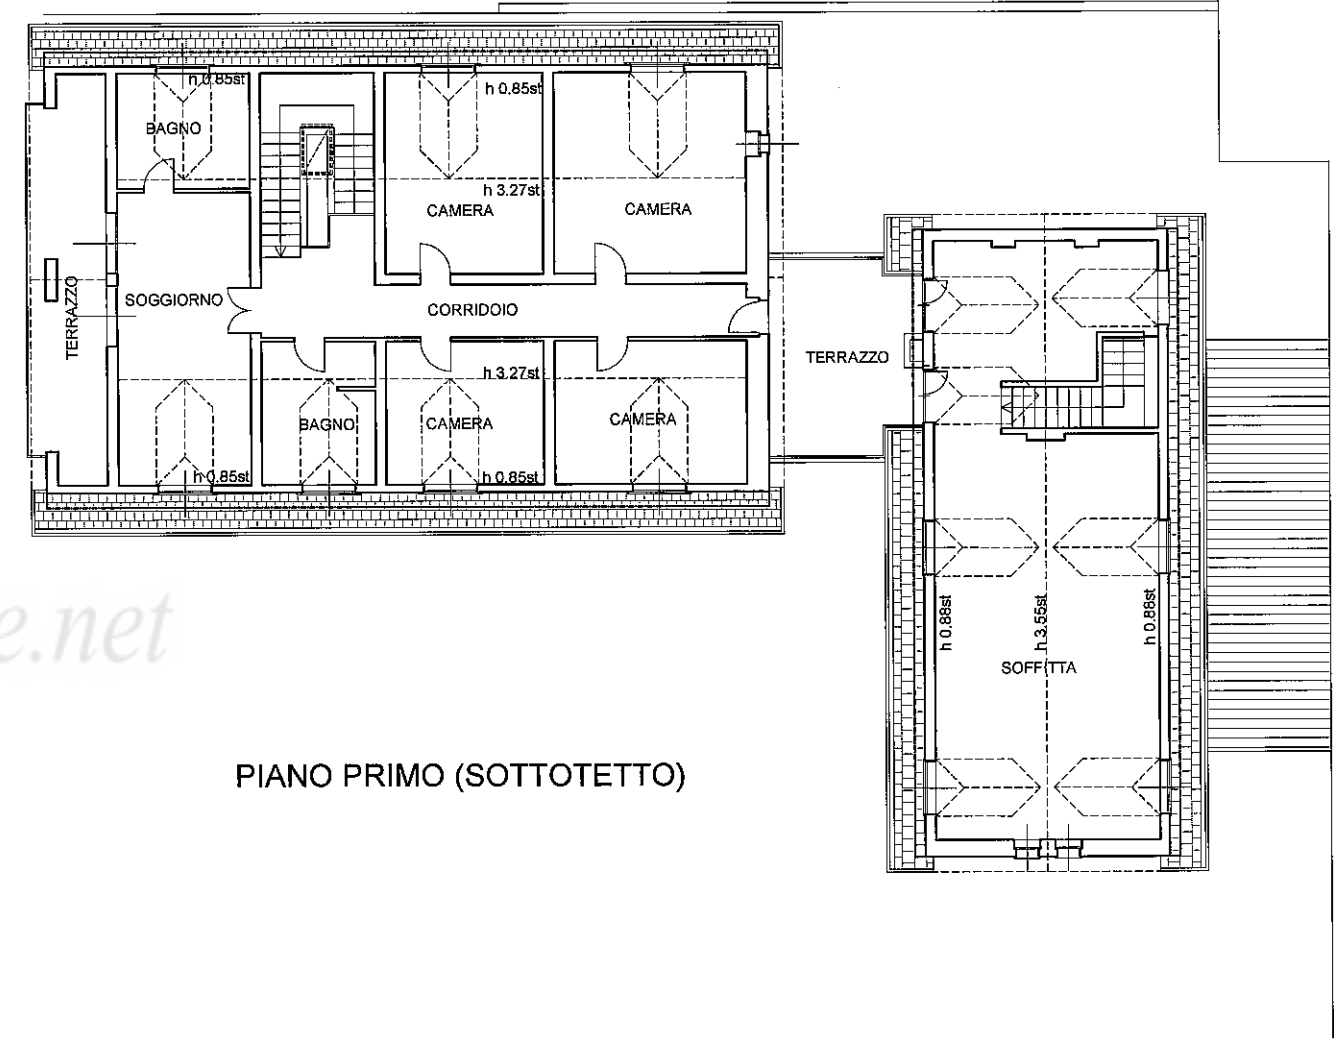 h 0.85st
h 0.85st
BAGNO
h 3.27st
CAMERA
CAMERA
TERRAZZO
SOGGIORNO
CORRIDOIO
TERRAZZO
h 3.27st
BAGNO
CAMERA
CAMERA
h 0.85st
h 0.85st
h 0.88st
h 3.55st
h 0.88st
SOFFITTA
e.net
PIANO PRIMO (SOTTOTETTO)